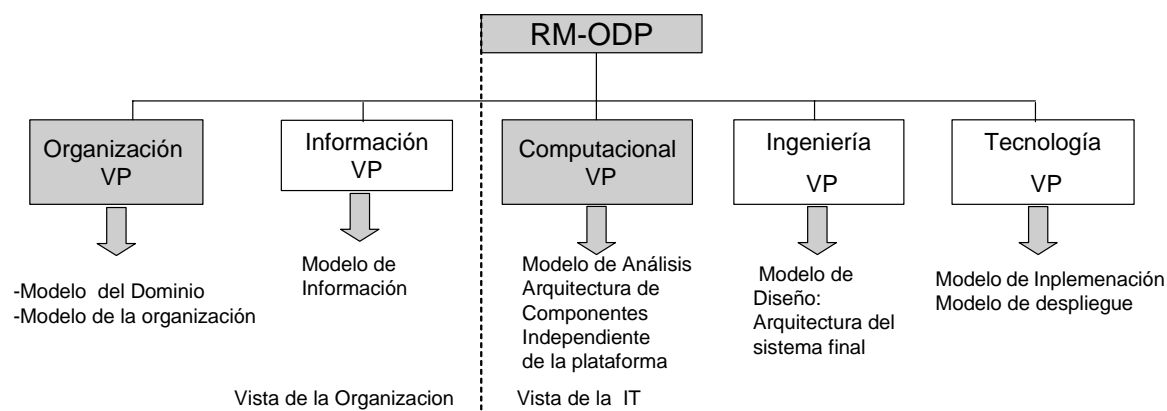 RM-ODP
Organización
VP
Información
VP
Computacional
VP
Ingeniería
VP
Tecnología
VP
-Modelo del Dominio
-Modelo de la organización
Modelo de
Información
Modelo de Análisis
Arquitectura de
Componentes
Independiente
de la plataforma
Modelo de
Diseño:
Arquitectura del
sistema final
Modelo de Inplemenación
Modelo de despliegue
Vista de la Organizacion
Vista de la IT